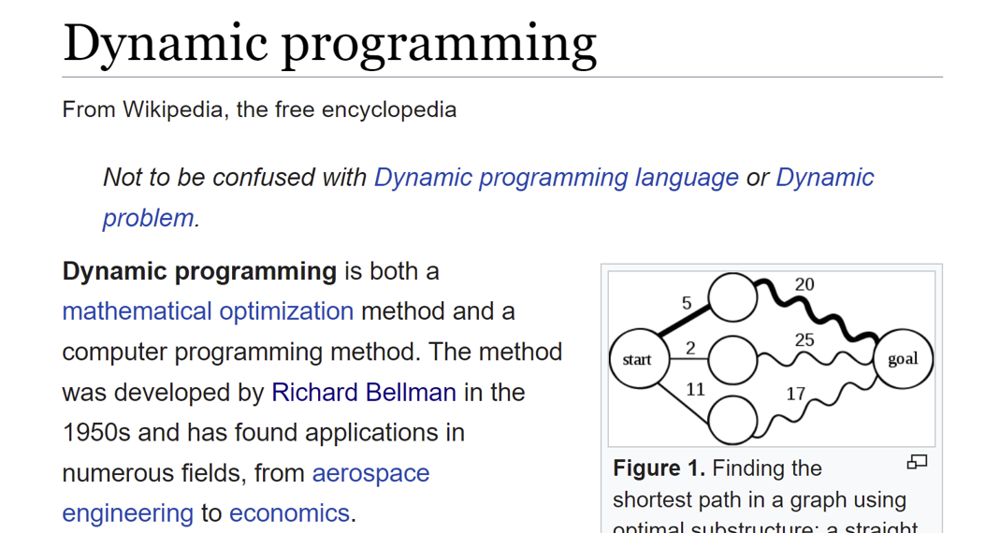 Dynamic programming
From Wikipedia, the free encyclopedia
Not to be confused with Dynamic programming language or Dynamic
problem.
Dynamic programming is both a
mathematical optimization method and a
computer programming method. The method
was developed by Richard Bellman in the
1950s and has found applications in
numerous fields, from aerospace
engineering to economics.
20
5
25
2
start
goal
11
17
Figure 1. Finding the
shortest path in a graph using
optimal substructure; a straight